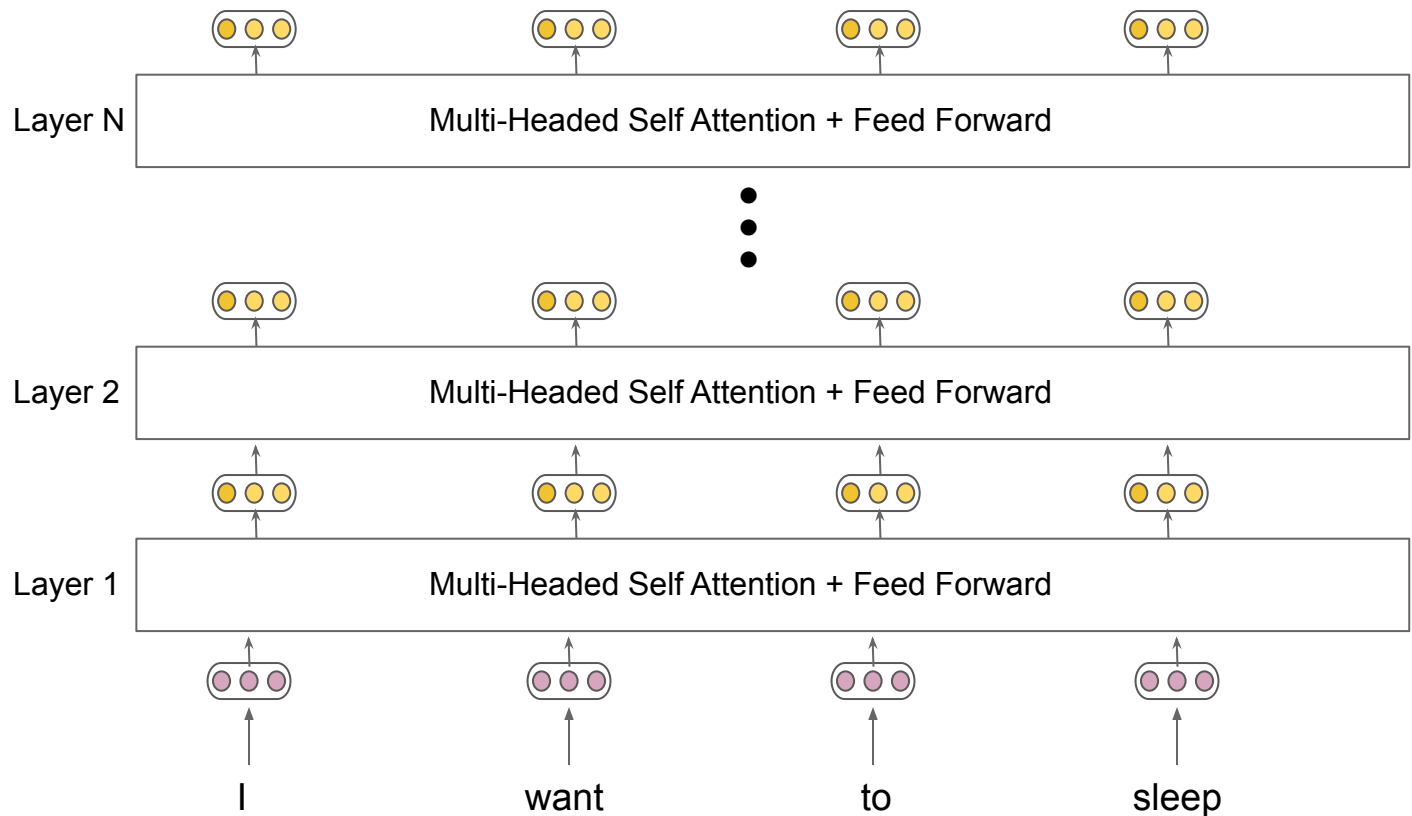 Layer N Multi-Headed Self Attention + Feed Forward
Layer 2 Multi-Headed Self Attention + Feed Forward
Layer 1 Multi-Headed Self Attention + Feed Forward
I want to sleep